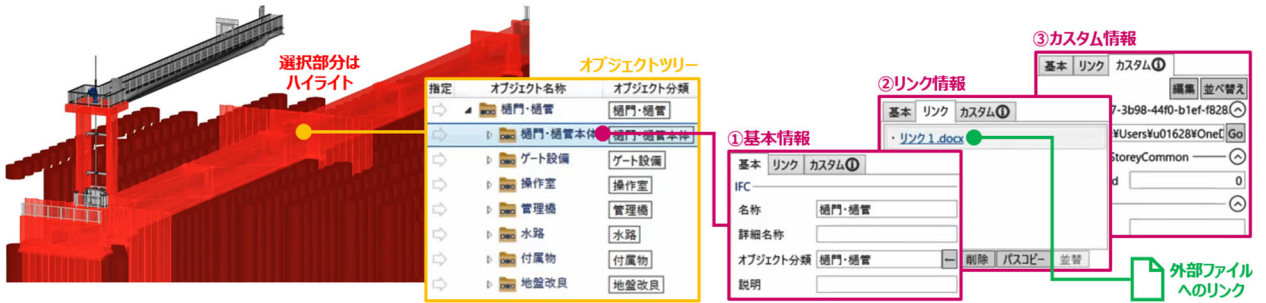 選択部分は
ハイライト
オブジェクトツリー
指定 オブジェクト名称 オブジェクト分類
樋門・樋管 樋門・樋管
樋門・樋管本体 樋門・樋管本体
ゲート設備 ゲート設備
操作室 操作室
管理橋 管理橋
水路 水路
付属物 付属物
地盤改良 地盤改良
①基本情報
基本 リンク カスタム
IFC
名称 樋門・樋管
詳細名称
オブジェクト分類 樋門・樋管
説明
②リンク情報
基本 リンク カスタム
・リンク1.docx
削除 パスコピー 並替
③カスタム情報
基本 リンク カスタム
編集 並べ替え
7-3b98-44f0-b1ef-f828
:¥Users¥u01628¥OneD Go
StoreyCommon
d 0
外部ファイル
へのリンク